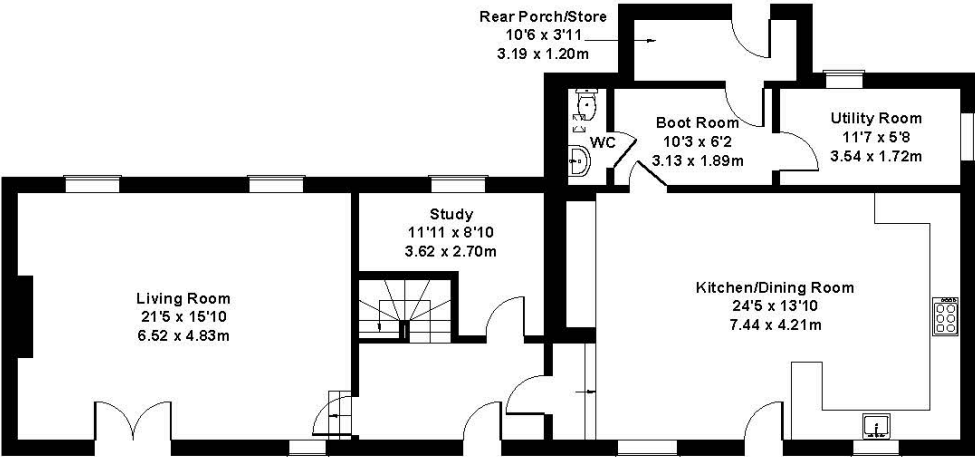 Rear Porch/Store
10'6 x 3'11
3.19 x 1.20m
WC
Boot Room
10'3 x 6'2
3.13 x 1.89m
Utility Room
11'7 x 5'8
3.54 x 1.72m
Study
11'11 x 8'10
3.62 x 2.70m
Living Room
21'5 x 15'10
6.52 x 4.83m
Kitchen/Dining Room
24'5 x 13'10
7.44 x 4.21m